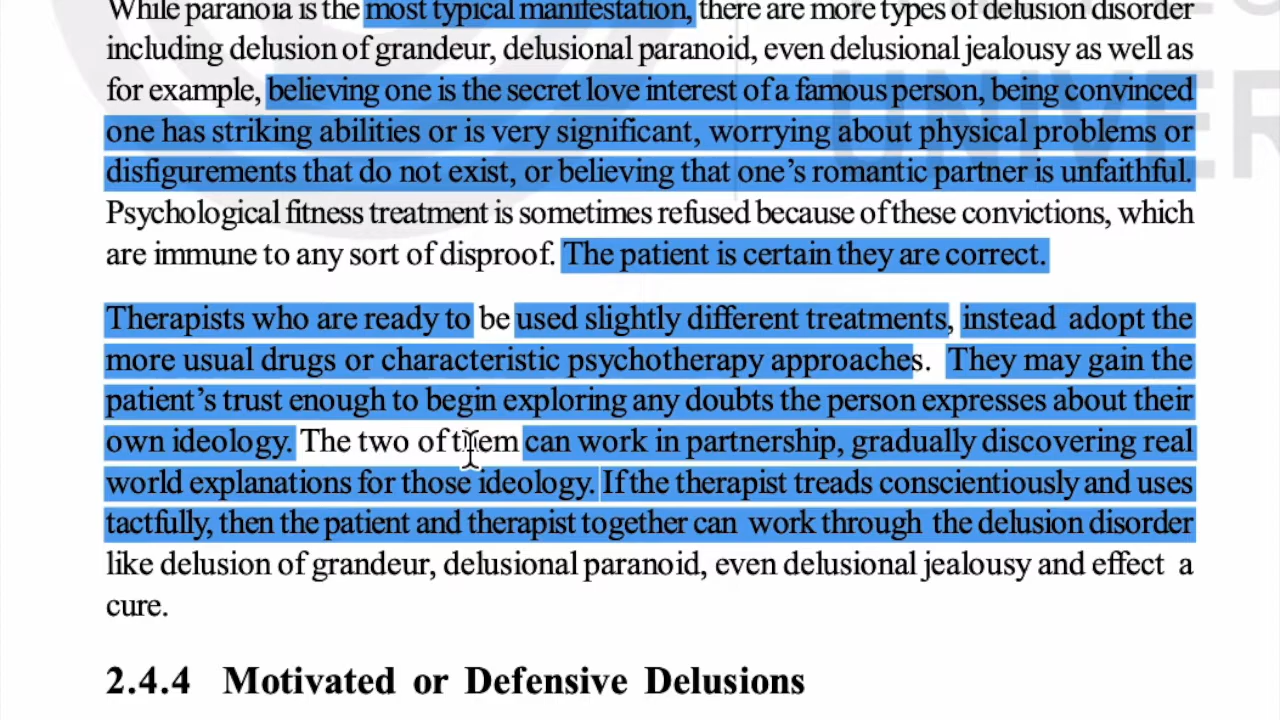 While paranoia is the most typical manifestation, there are more types of delusion disorder
including delusion of grandeur, delusional paranoid, even delusional jealousy as well as
for example, believing one is the secret love interest of a famous person, being convinced
one has striking abilities or is very significant, worrying about physical problems or
disfigurements that do not exist, or believing that one’s romantic partner is unfaithful.
Psychological fitness treatment is sometimes refused because of these convictions, which
are immune to any sort of disproof. The patient is certain they are correct.
Therapists who are ready to be used slightly different treatments, instead adopt the
more usual drugs or characteristic psychotherapy approaches. They may gain the
patient’s trust enough to begin exploring any doubts the person expresses about their
own ideology. The two of them can work in partnership, gradually discovering real
world explanations for those ideology. If the therapist treads conscientiously and uses
tactfully, then the patient and therapist together can work through the delusion disorder
like delusion of grandeur, delusional paranoid, even delusional jealousy and effect a
cure.
2.4.4 Motivated or Defensive Delusions